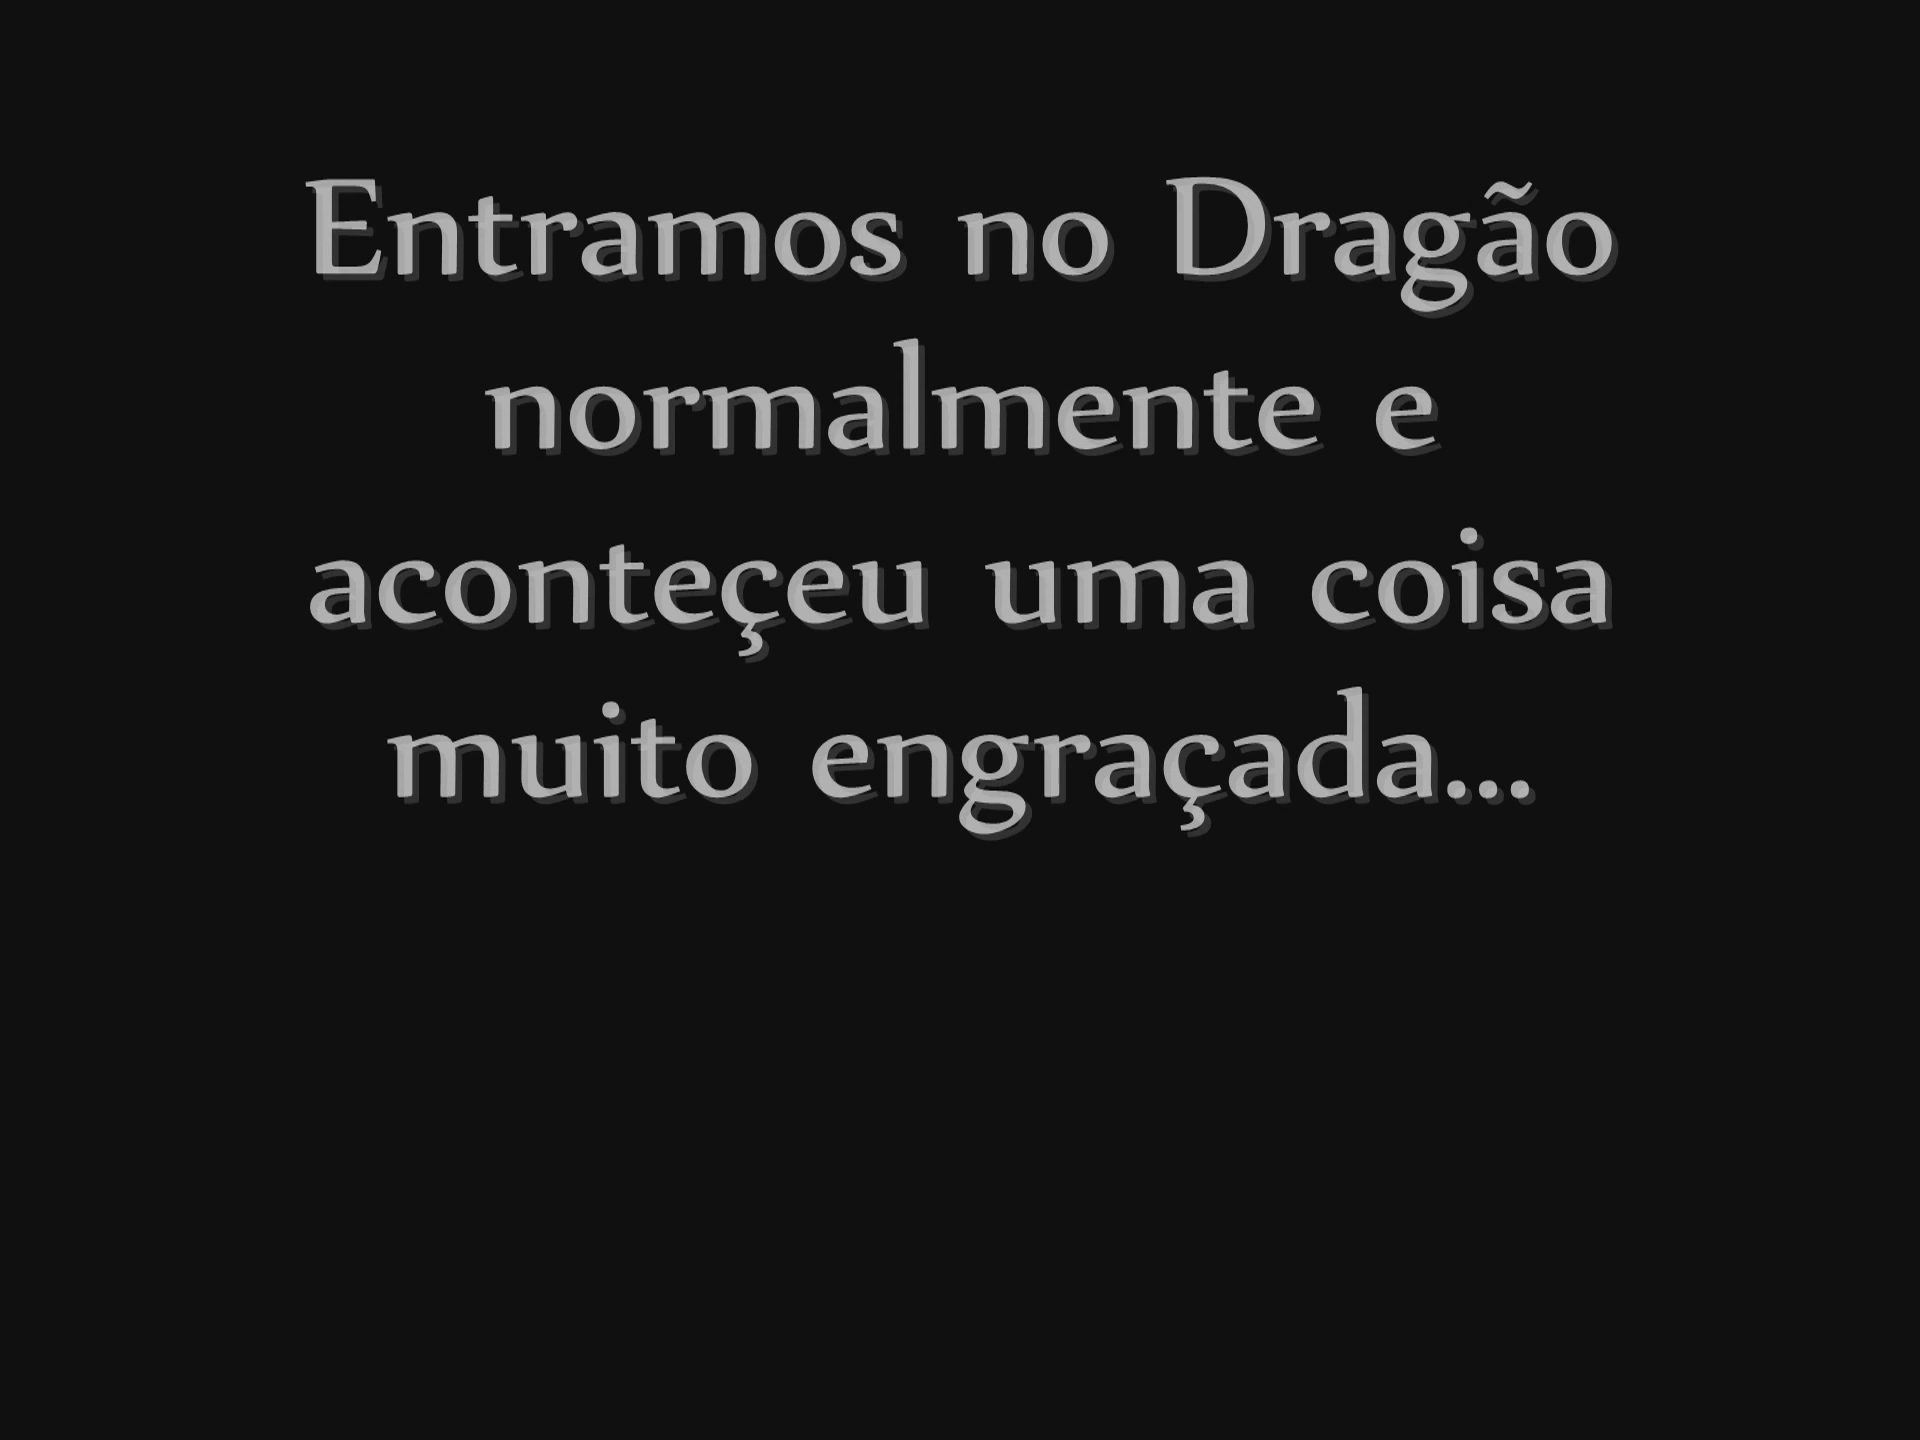 Entramos no Dragão
normalmente e
aconteçeu uma coisa
muito engraçada...